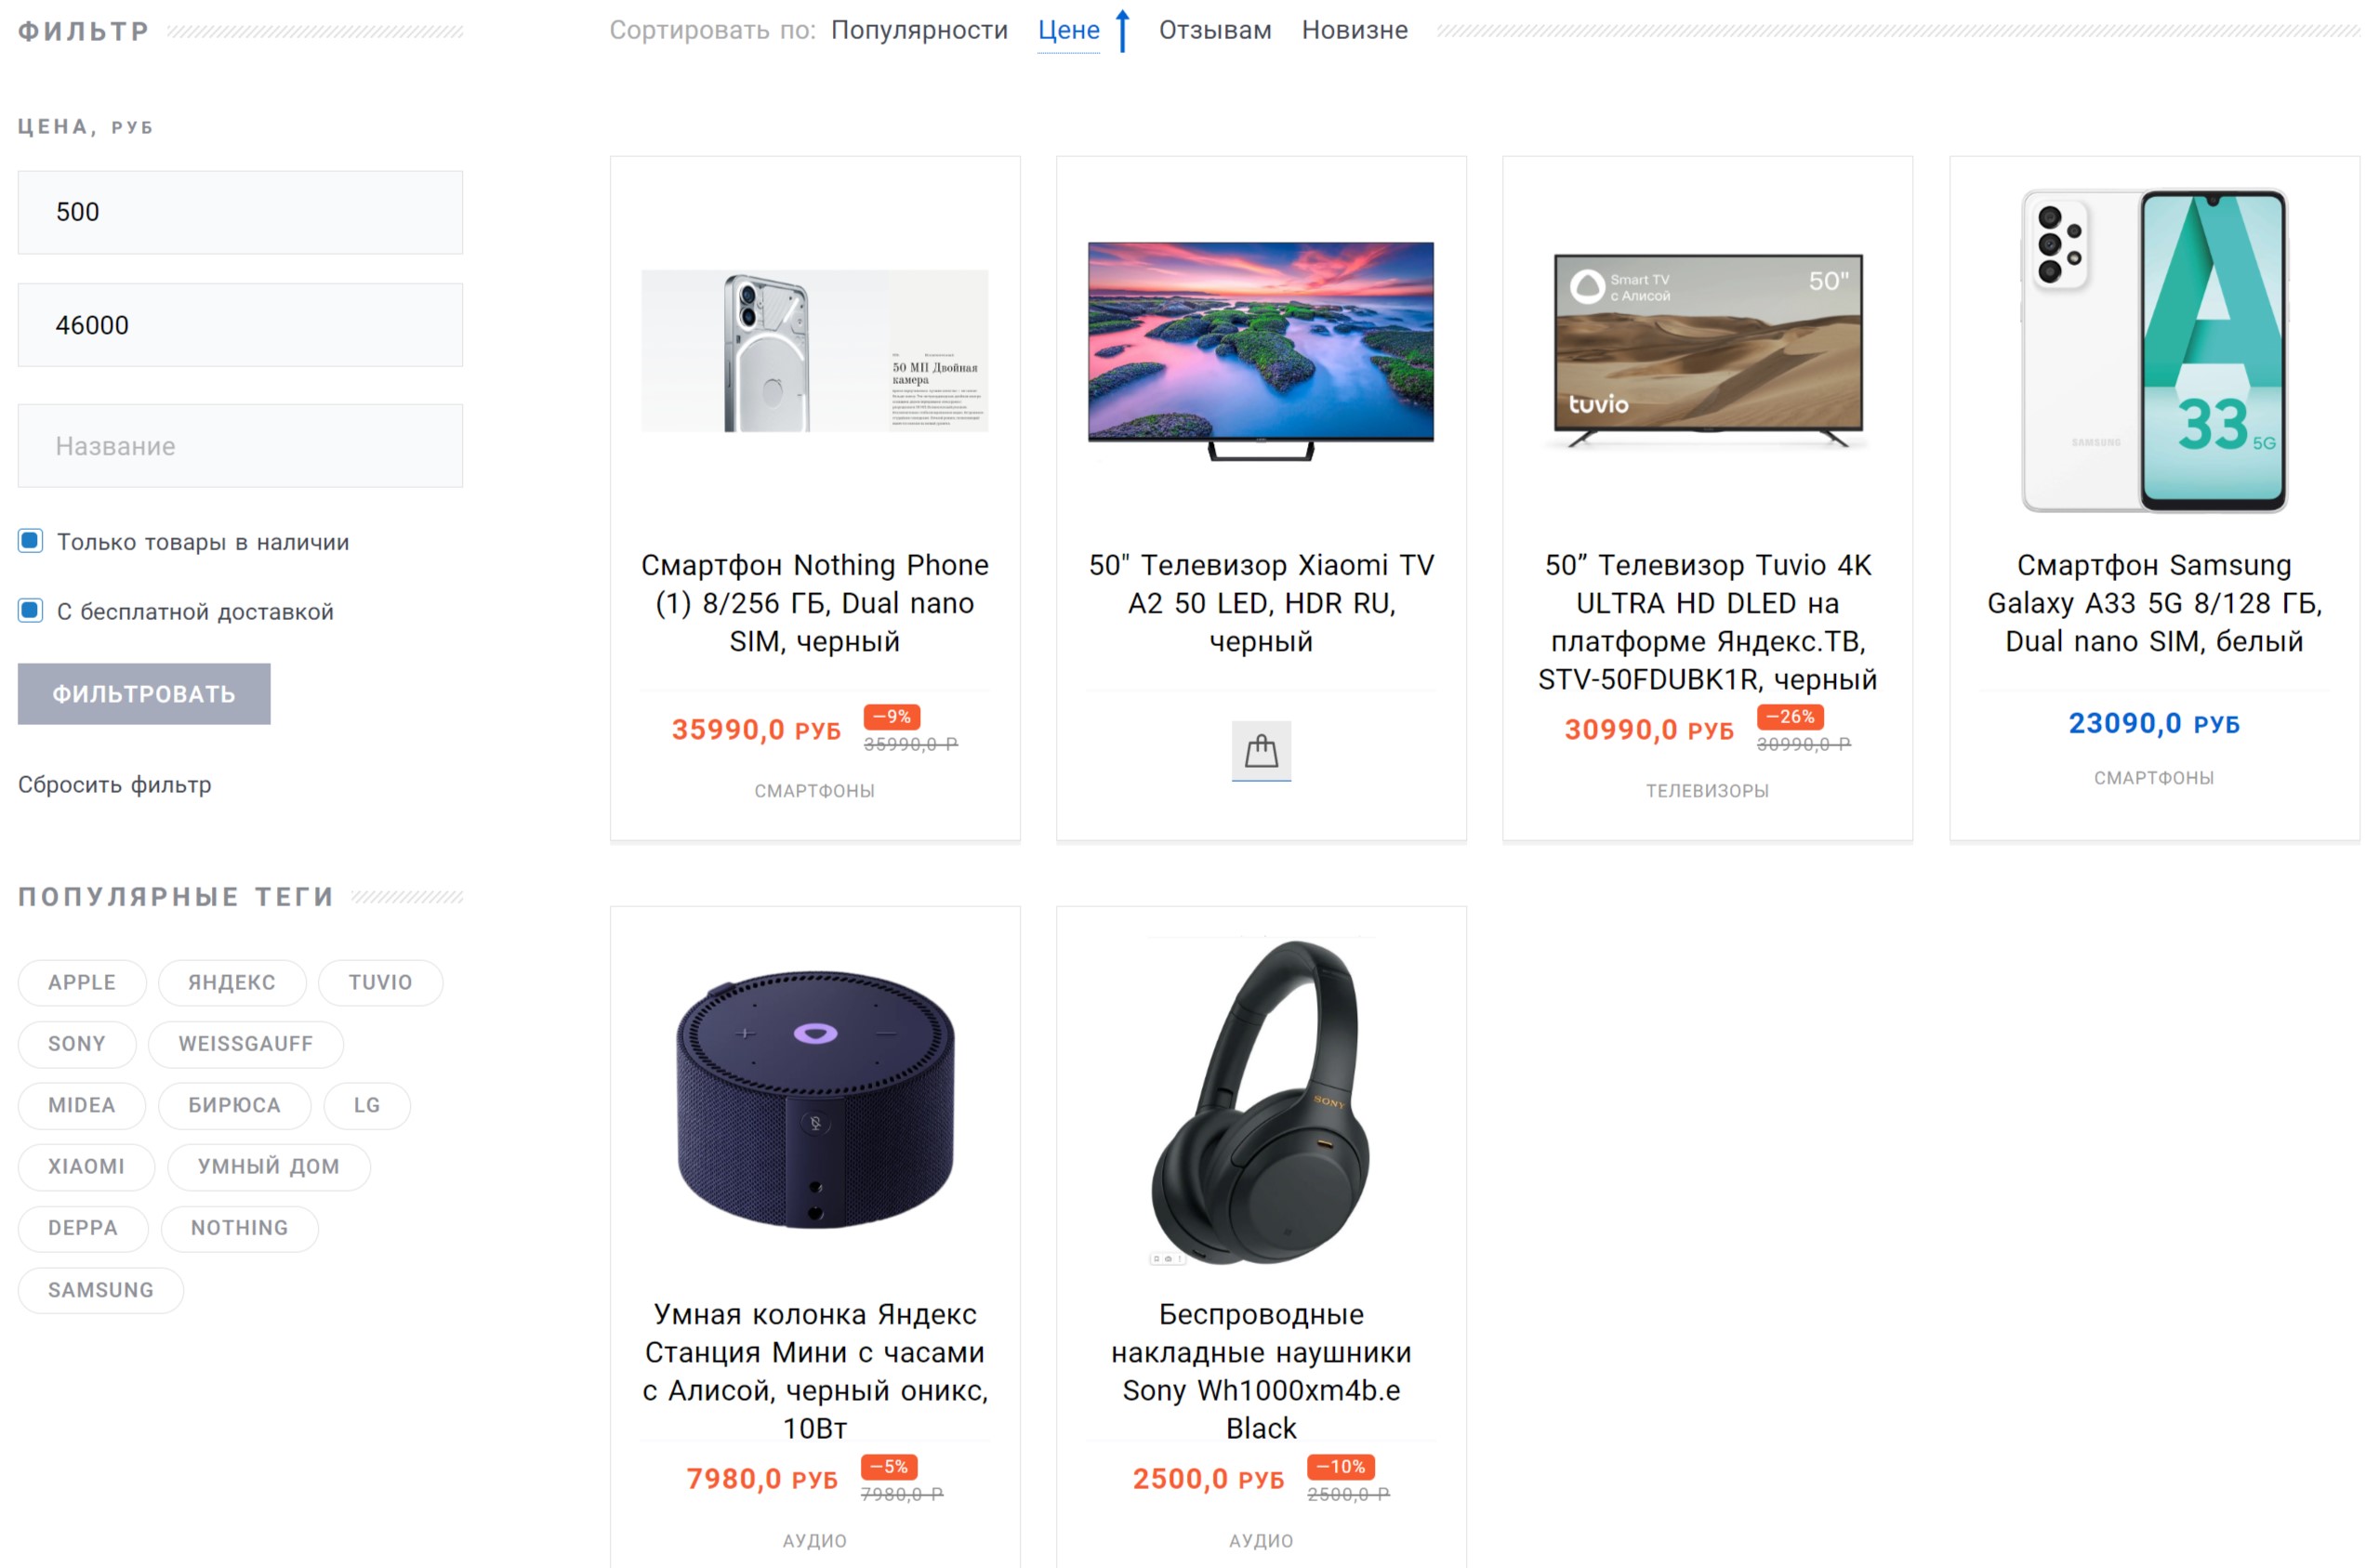 ФИЛЬТР
Сортировать по: Популярности Цене Отзывам Новизне
ЦЕНА, РУБ
500
46000
Название
Только товары в наличии
С бесплатной доставкой
ФИЛЬТРОВАТЬ
Сбросить фильтр
ПОПУЛЯРНЫЕ ТЕГИ
APPLE ЯНДЕКС TUVIO
SONY WEISSGAUFF
MIDEA БИРЮСА LG
XIAOMI УМНЫЙ ДОМ
DEPPA NOTHING
SAMSUNG
50 МП Двойная
камера
Смартфон Nothing Phone
(1) 8/256 ГБ, Dual nano
SIM, черный
35990,0 РУБ
–9%
35990,0 Р
СМАРТФОНЫ
50" Телевизор Xiaomi TV
A2 50 LED, HDR RU,
черный
Smart TV
с Алисой
50"
tuvio
50” Телевизор Tuvio 4K
ULTRA HD DLED на
платформе Яндекс.ТВ,
STV-50FDUBK1R, черный
30990,0 РУБ
–26%
30990,0 Р
ТЕЛЕВИЗОРЫ
SAMSUNG
A
33 5G
Смартфон Samsung
Galaxy A33 5G 8/128 ГБ,
Dual nano SIM, белый
23090,0 РУБ
СМАРТФОНЫ
Умная колонка Яндекс
Станция Мини с часами
с Алисой, черный оникс,
10Вт
7980,0 РУБ
–5%
7980,0 Р
АУДИО
SONY
Беспроводные
накладные наушники
Sony Wh1000xm4b.e
Black
2500,0 РУБ
–10%
2500,0 Р
АУДИО